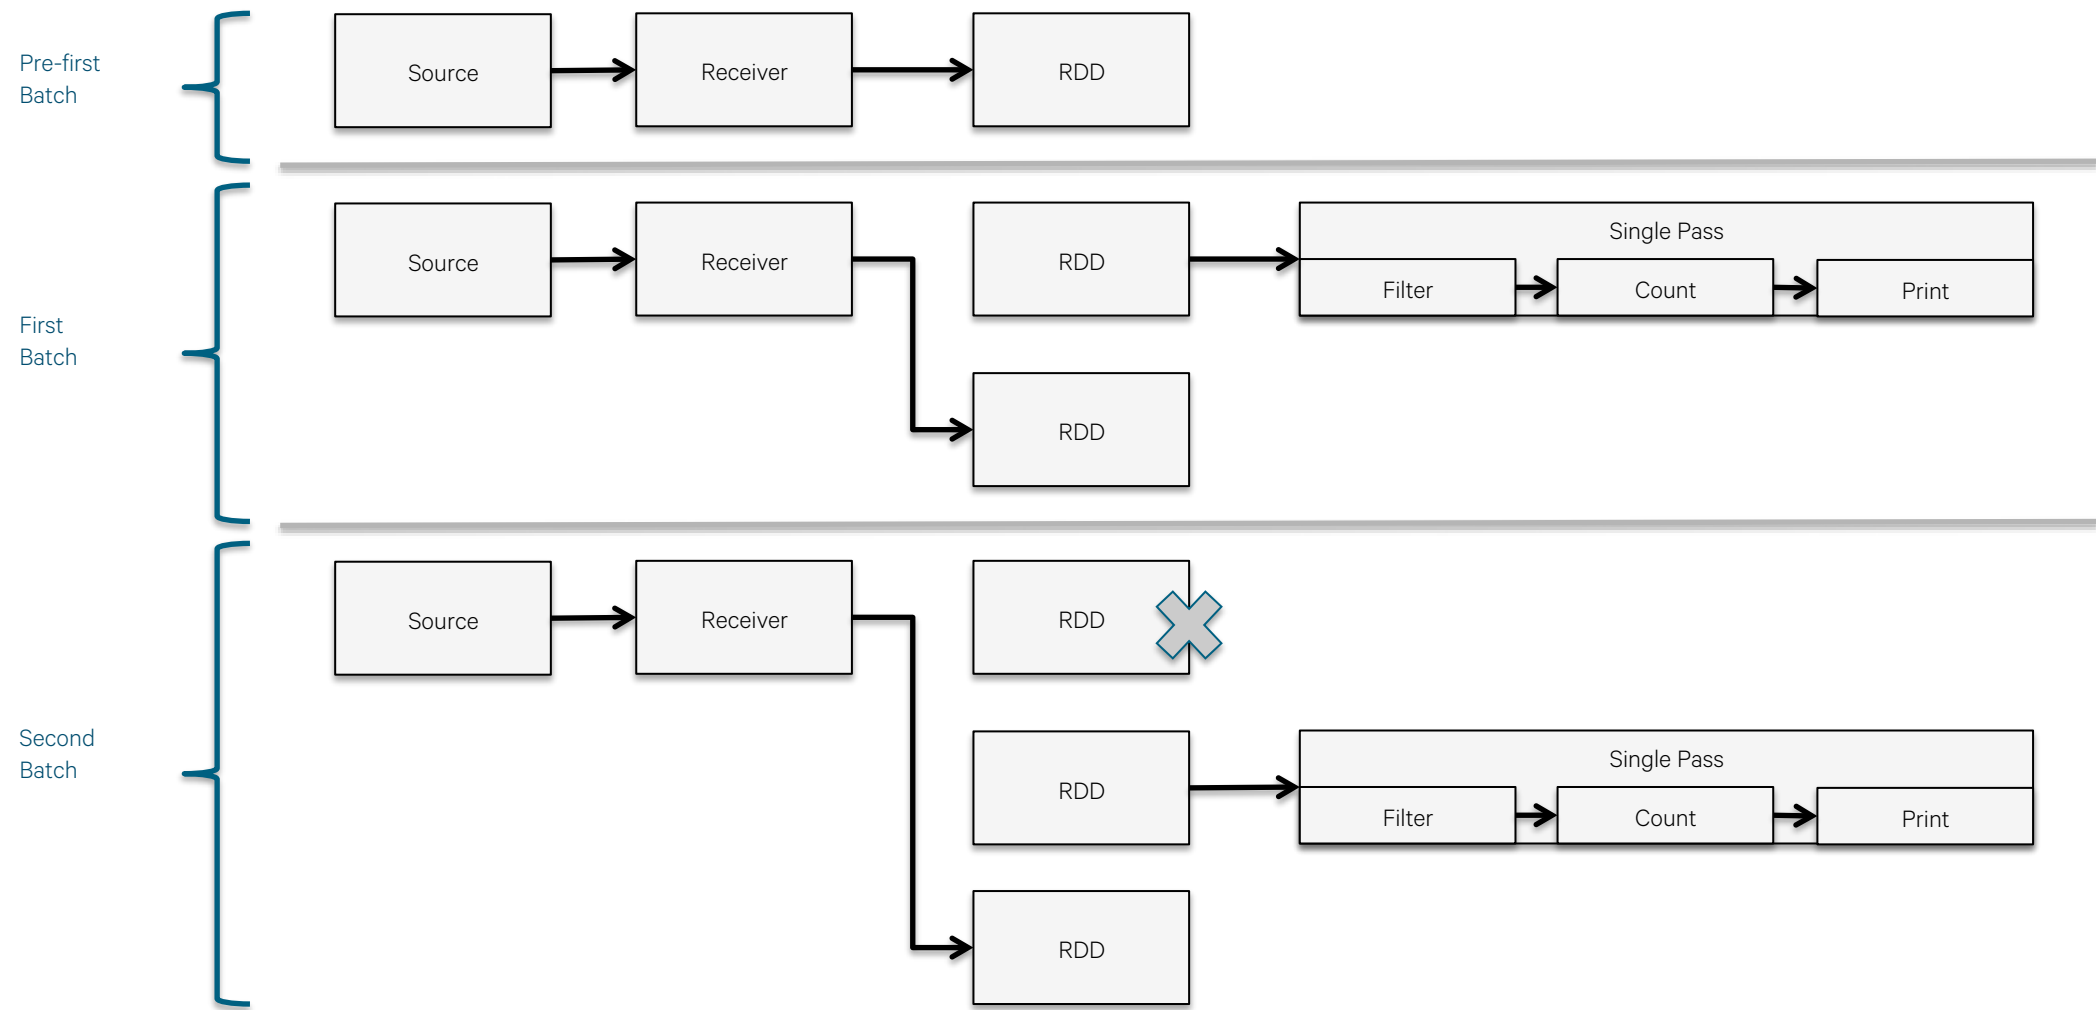 Pre-first
Batch
Source
Receiver
RDD
First
Batch
Source
Receiver
RDD
Single Pass
Filter
Count
Print
RDD
Second
Batch
Source
Receiver
RDD
RDD
Single Pass
Filter
Count
Print
RDD